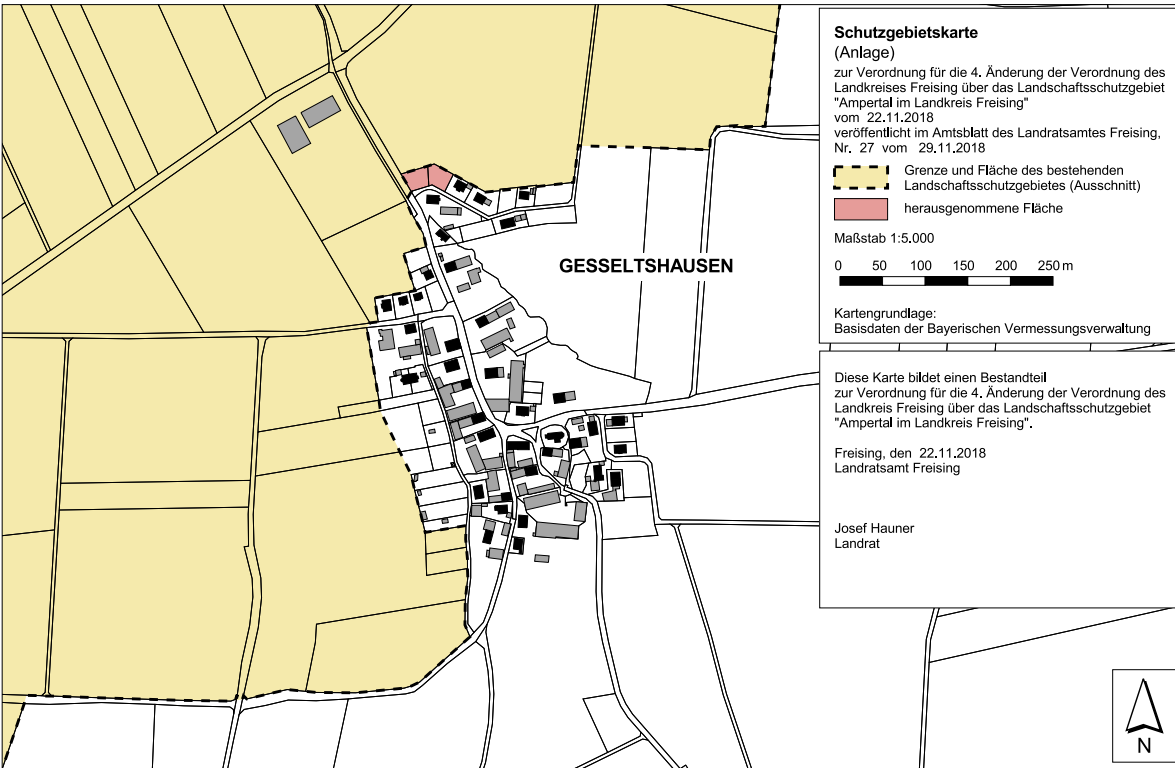 Schutzgebietskarte
(Anlage)
zur Verordnung für die 4. Änderung der Verordnung des
Landkreises Freising über das Landschaftsschutzgebiet
"Ampertal im Landkreis Freising"
vom 22.11.2018
veröffentlicht im Amtsblatt des Landratsamtes Freising,
Nr. 27 vom 29.11.2018
Grenze und Fläche des bestehenden
Landschaftsschutzgebietes (Ausschnitt)
herausgenommene Fläche
Maßstab 1:5.000
0 50 100 150 200 250 m
Kartengrundlage:
Basisdaten der Bayerischen Vermessungsverwaltung
GESSELTSHAUSEN
Diese Karte bildet einen Bestandteil
zur Verordnung für die 4. Änderung der Verordnung des
Landkreis Freising über das Landschaftsschutzgebiet
"Ampertal im Landkreis Freising".
Freising, den 22.11.2018
Landratsamt Freising
Josef Hauner
Landrat
N